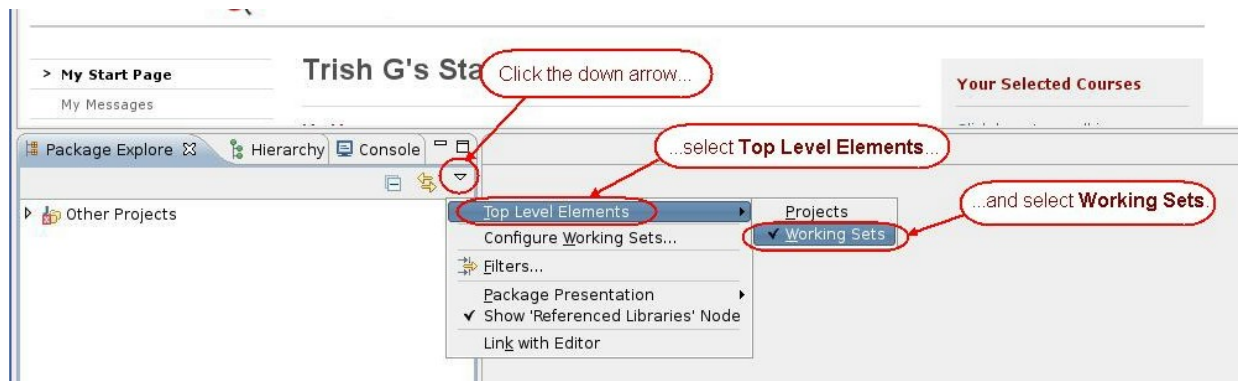 > My Start Page
My Messages
Trish G's Sta
Click the down arrow...
Your Selected Courses
Package Explore
Hierarchy
Console
...select Top Level Elements...
...and select Working Sets.
Other Projects
Top Level Elements
Projects
Configure Working Sets...
Working Sets
Filters...
Package Presentation
Show 'Referenced Libraries' Node
Link with Editor